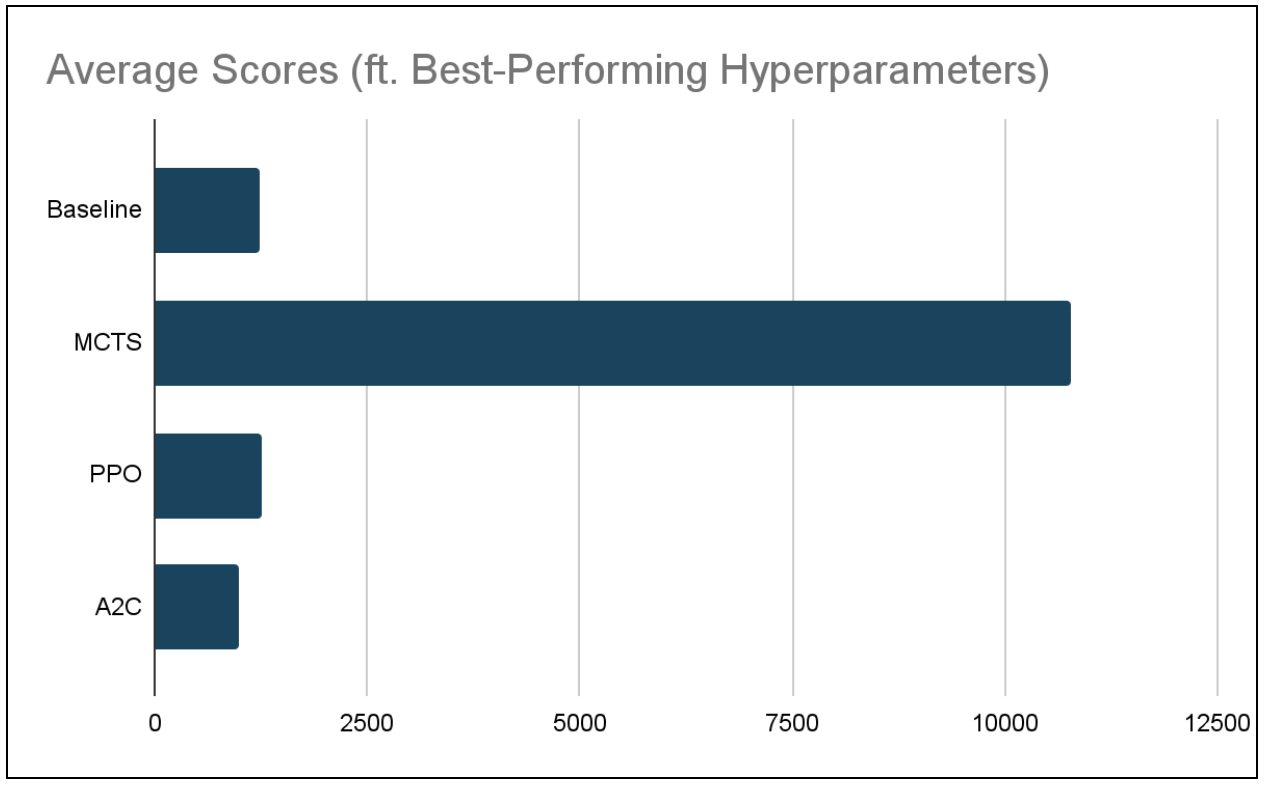 Average Scores (ft. Best-Performing Hyperparameters)
Baseline
MCTS
PPO
A2C
0 2500 5000 7500 10000 12500